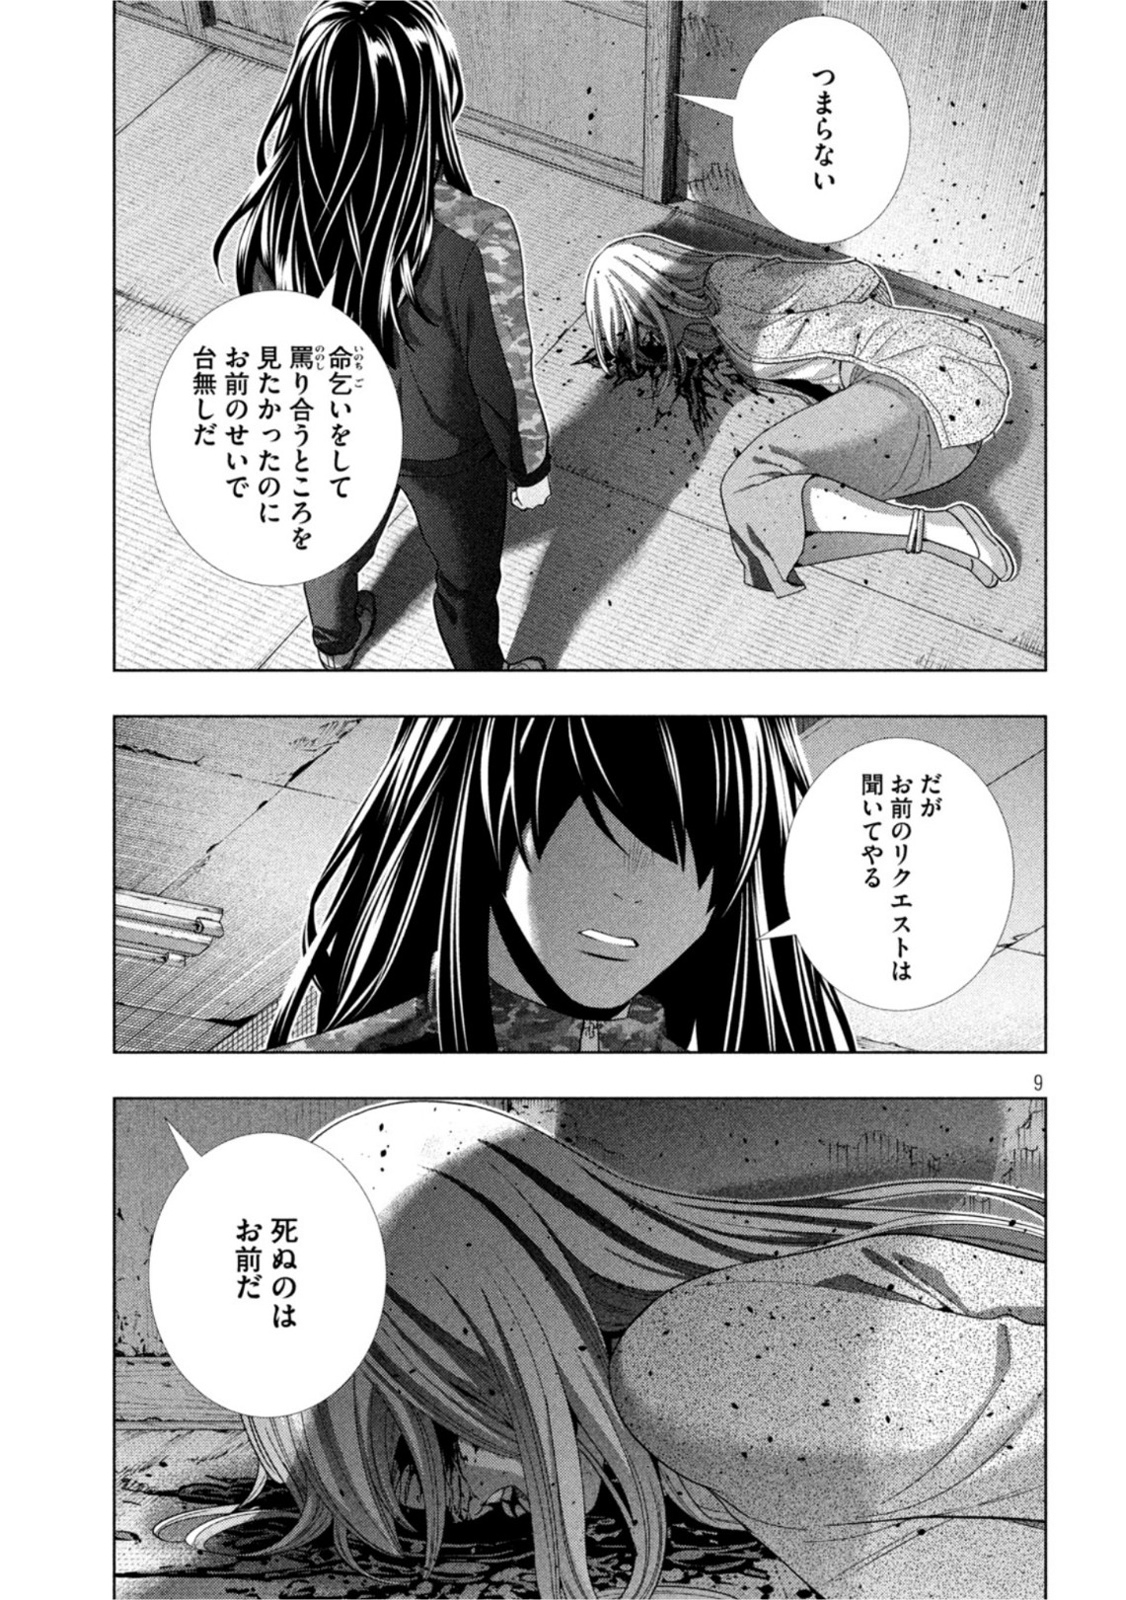 つまらない
命乞いをして
罵り合うところを
見たかったのに
お前のせいで
台無しだ
だが
お前のリクエストは
聞いてやる
9
死ぬのは
お前だ